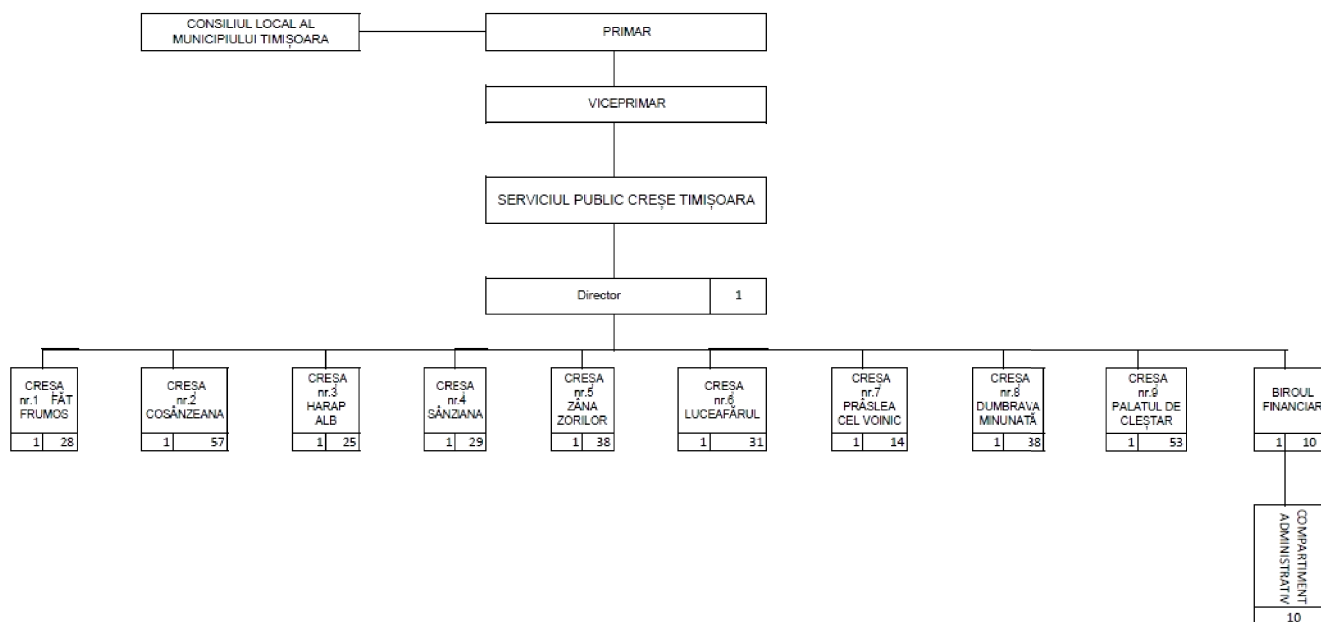 CONSILIUL LOCAL AL
MUNICIPIULUI TIMIȘOARA
PRIMAR
VICEPRIMAR
SERVICIUL PUBLIC CREȘE TIMIȘOARA
Director 1
CREȘA
nr.1 FĂT
FRUMOS
1 28
CREȘA
nr.2
COSÂNZEANA
1 57
CREȘA
nr.3
HARAP
ALB
1 25
CREȘA
nr.4
SÂNZIANA
1 29
CREȘA
nr.5
ZÂNA
ZORILOR
1 38
CREȘA
nr.6
LUCEAFĂRUL
1 31
CREȘA
nr.7
PRÂSLEA
CEL VOINIC
1 14
CREȘA
nr.8
DUMBRAVA
MINUNATĂ
1 38
CREȘA
nr.9
PALATUL DE
CLEȘTAR
1 53
BIROUL
FINANCIAR
1 10
COMPARTIMENT
ADMINISTRATIV
10